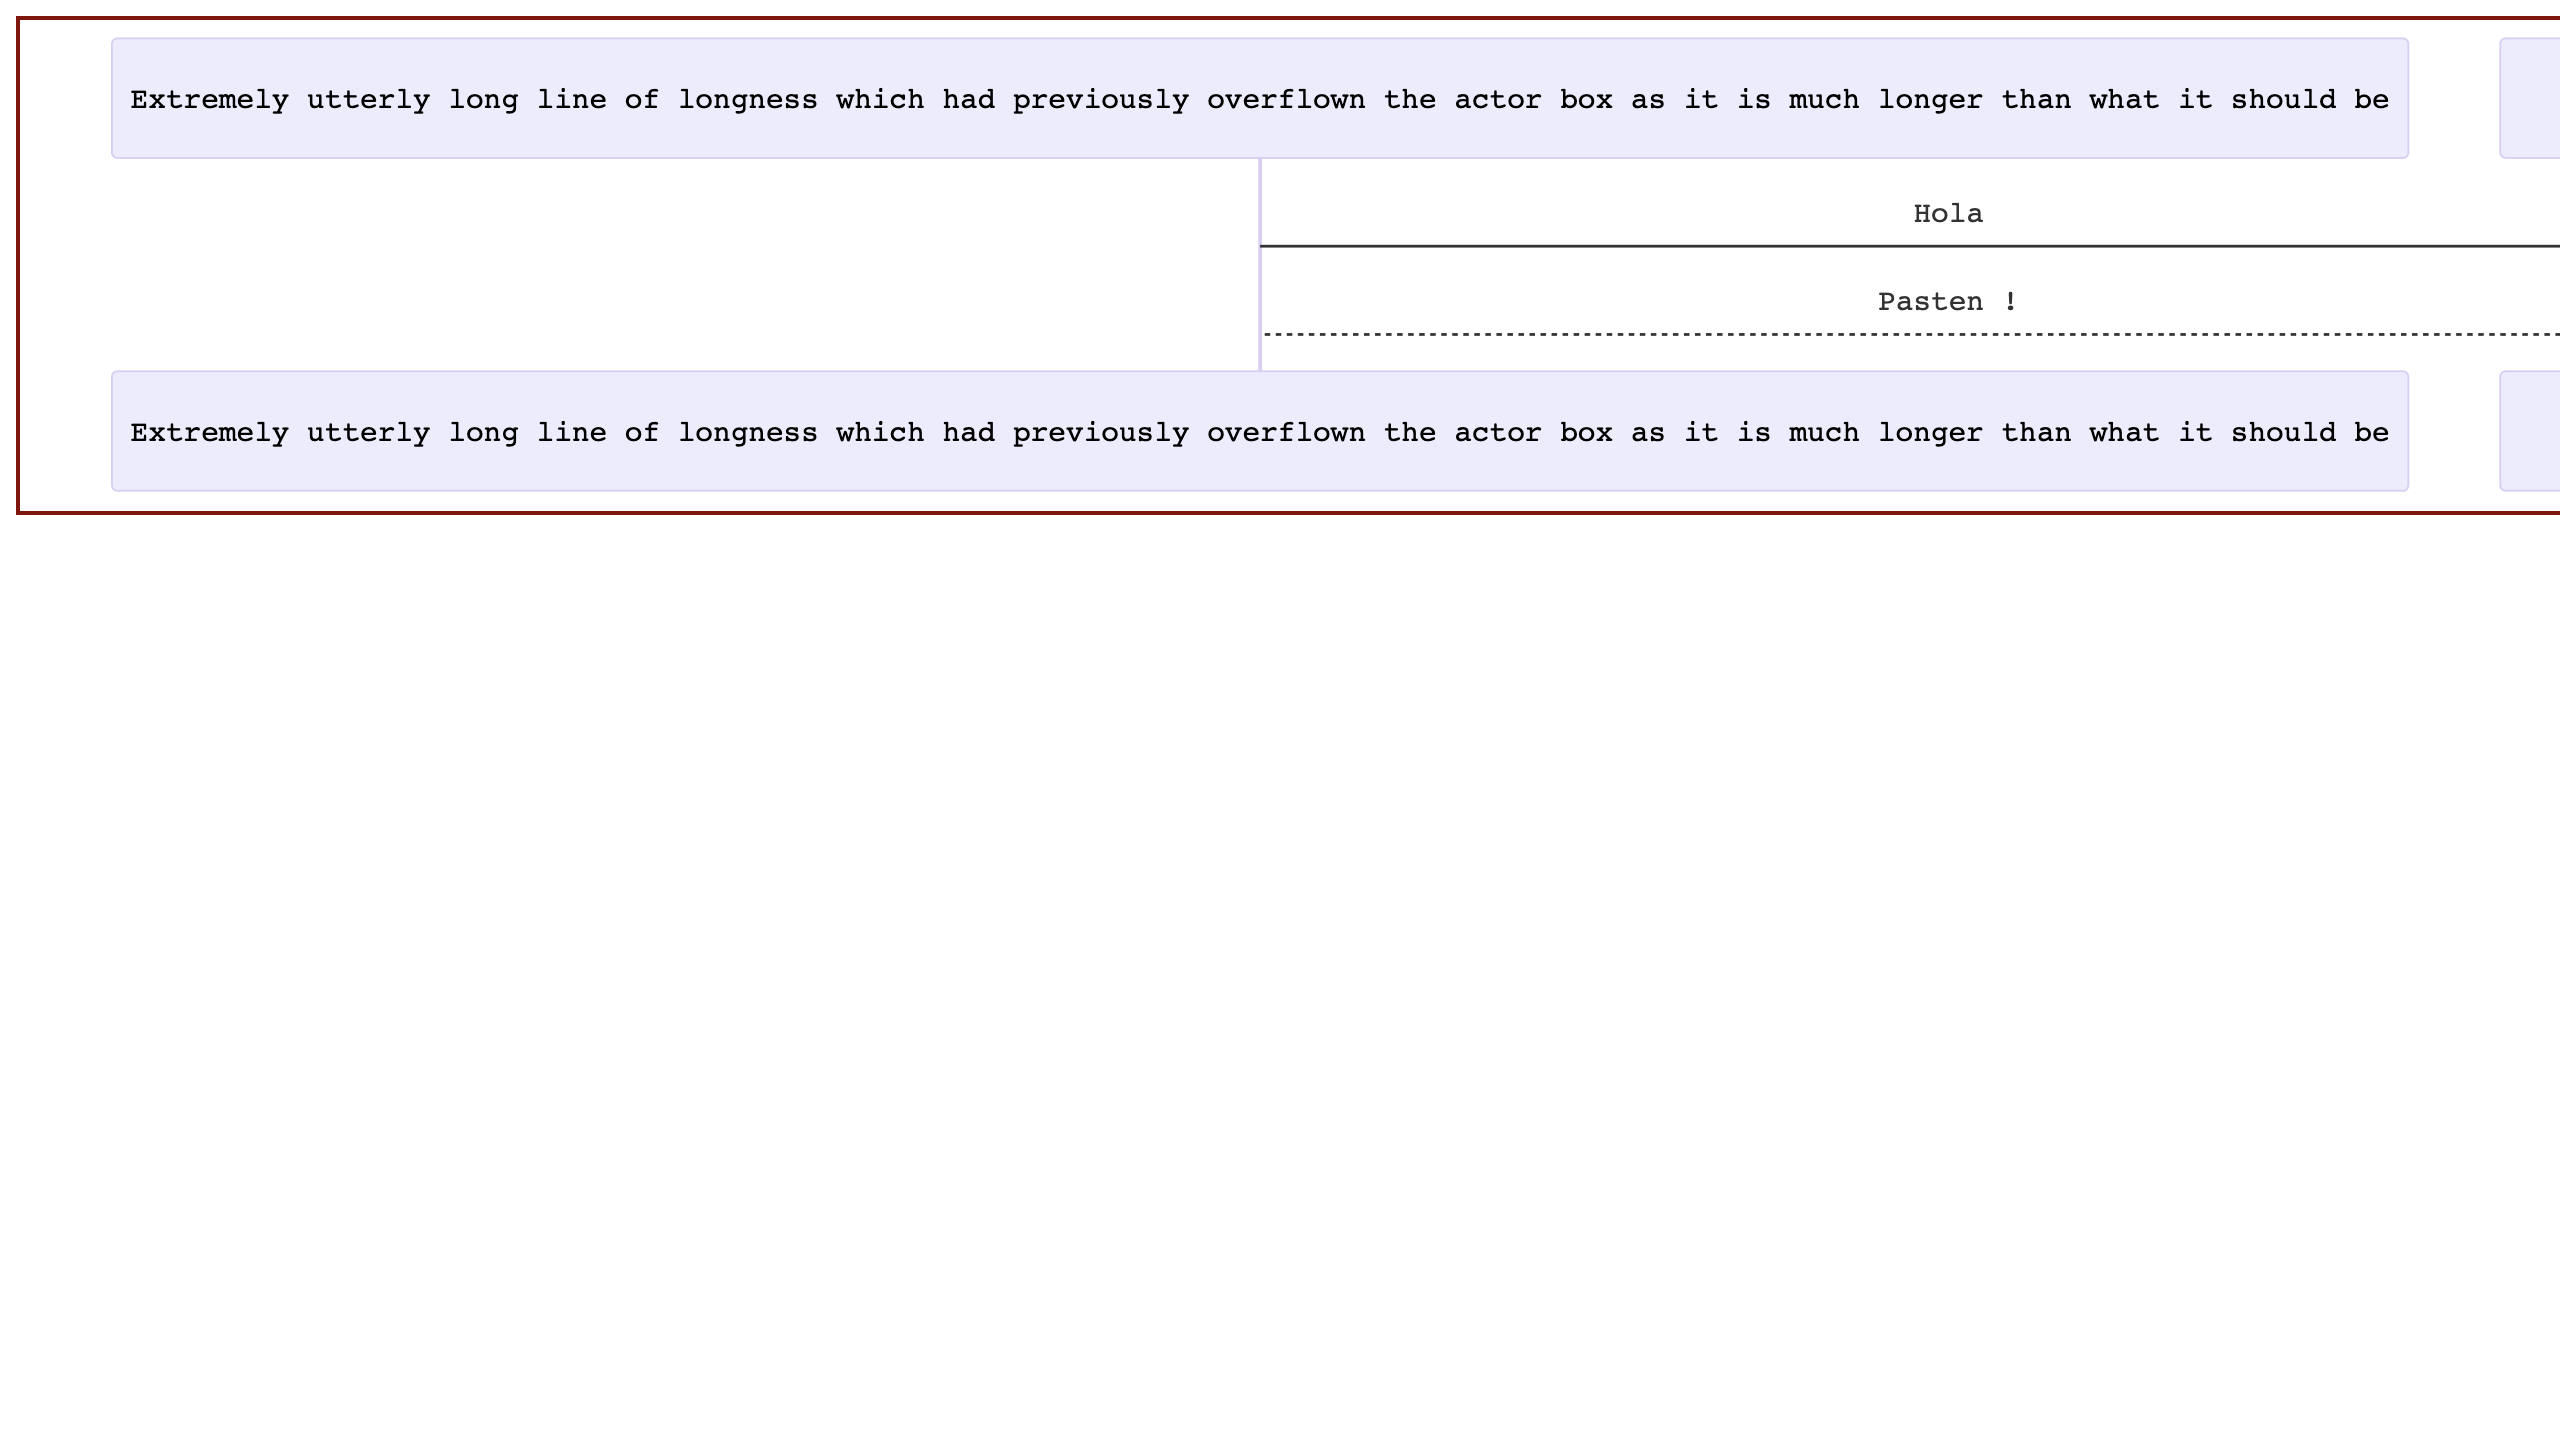 Extremely utterly long line of longness which had previously overflown the actor box as it is much longer than what it should be
Hola
Pasten !
Extremely utterly long line of longness which had previously overflown the actor box as it is much longer than what it should be